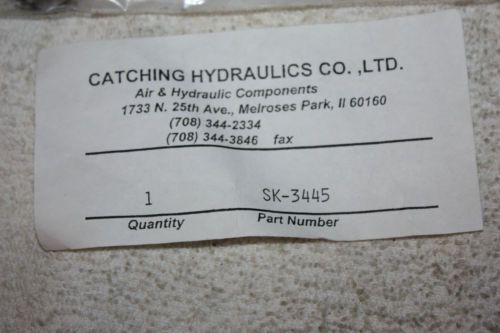 CATCHING HYDRAULICS CO. ,LTD.
Air & Hydraulic Components
1733 N. 25th Ave., Melroses Park, Il 60160
(708) 344-2334
(708) 344-3846 fax
1 SK-3445
Quantity Part Number